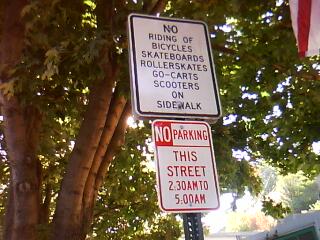 NO
RIDING OF
BICYCLES
SKATEBOARDS
ROLLERSKATES
GO-CARTS
SCOOTERS
ON
SIDEWALK
NO PARKING
THIS
STREET
2:30AM TO
5:00AM